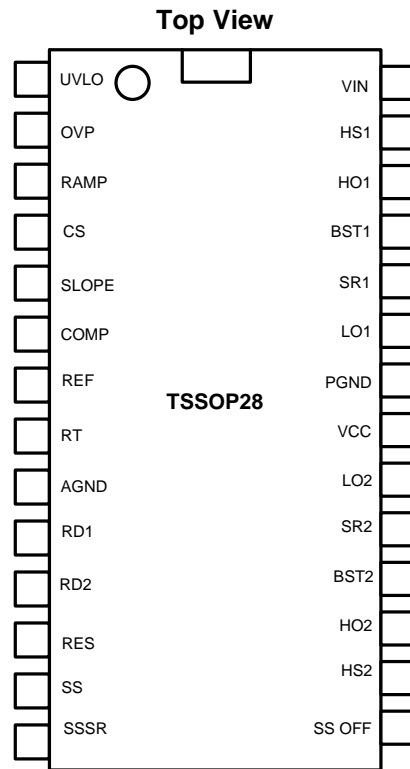 Top View
UVLO
OVP
RAMP
CS
SLOPE
COMP
REF
RT
AGND
RD1
RD2
RES
SS
SSSR
TSSOP28
VIN
HS1
HO1
BST1
SR1
LO1
PGND
VCC
LO2
SR2
BST2
HO2
HS2
SS OFF